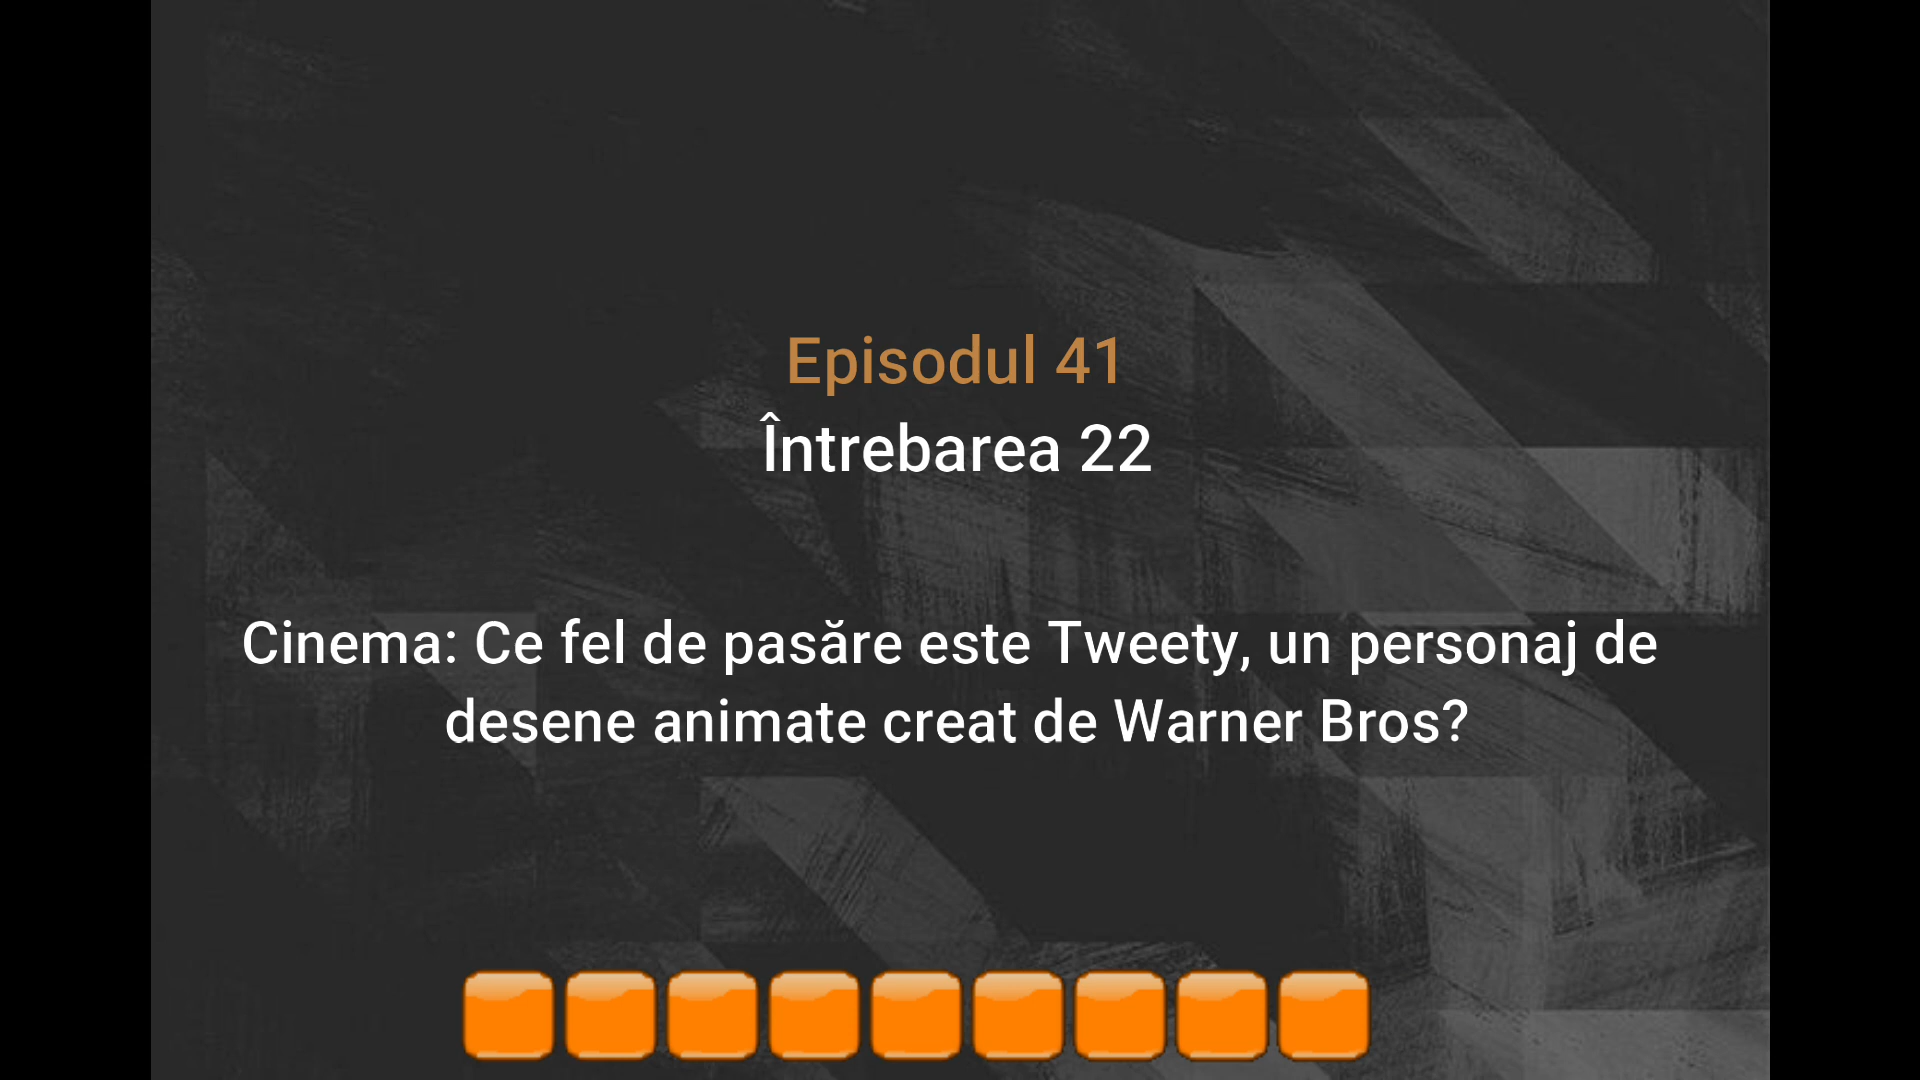 Episodul 41
Întrebarea 22
Cinema: Ce fel de pasăre este Tweety, un personaj de
desene animate creat de Warner Bros?